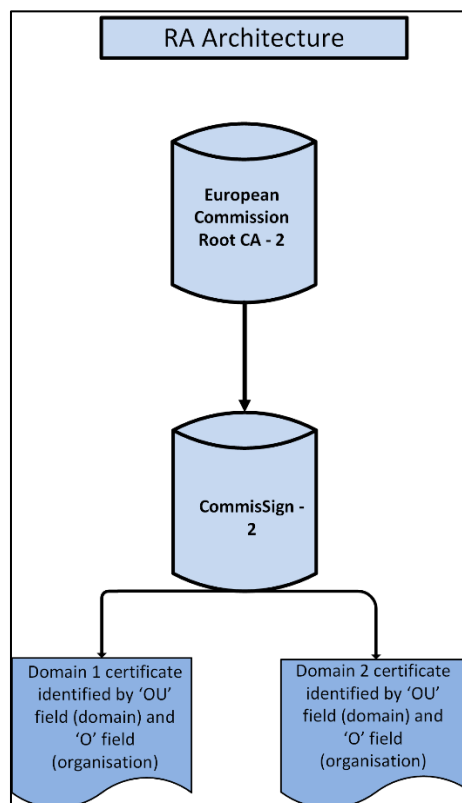 RA Architecture
European
Commission
Root CA - 2
CommisSign -
2
Domain 1 certificate
identified by ‘OU’
field (domain) and
‘O’ field
(organisation)
Domain 2 certificate
identified by ‘OU’
field (domain) and
‘O’ field
(organisation)